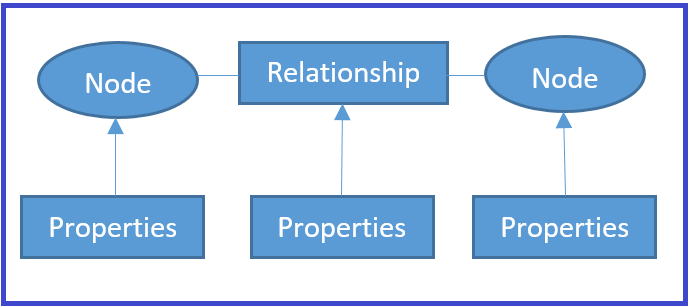 Node
Relationship
Node
Properties
Properties
Properties